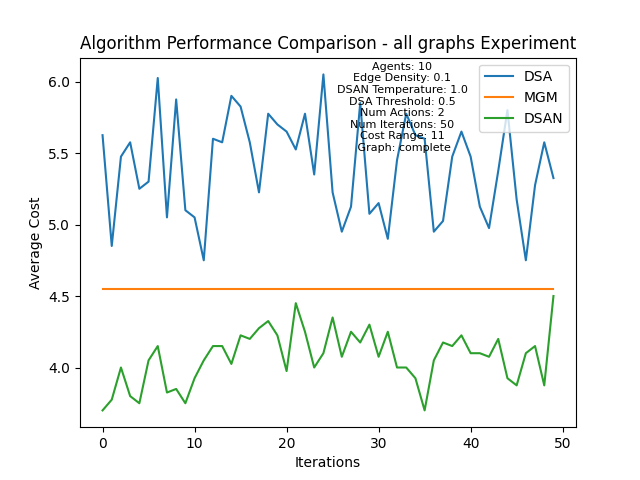 Algorithm Performance Comparison - all graphs Experiment
Agents: 10
Edge Density: 0.1
DSAN Temperature: 1.0
DSA Threshold: 0.5
Num Actions: 2
Num Iterations: 50
Cost Range: 11
Graph: complete
DSA
MGM
DSAN
Average Cost
6.0
5.5
5.0
4.5
4.0
0
10
20
30
40
50
Iterations